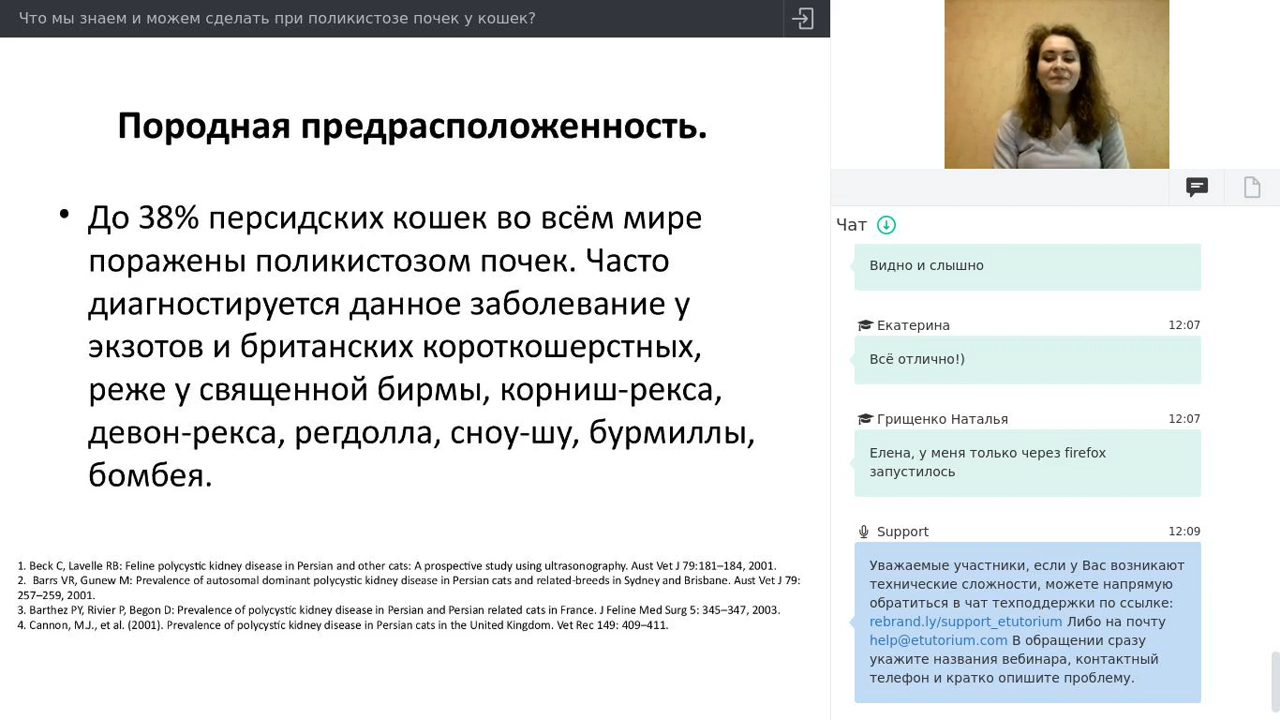 Что мы знаем и можем сделать при поликистозе почек у кошек?
Породная предрасположенность.
• До 38% персидских кошек во всём мире
поражены поликистозом почек. Часто
диагностируется данное заболевание у
экзотов и британских короткошерстных,
реже у священной бирмы, корниш-рекса,
девон-рекса, регдолла, сноу-шу, бурмиллы,
бомбея.
1. Beck C, Lavelle RB: Feline polycystic kidney disease in Persian and other cats: A prospective study using ultrasonography. Aust Vet J 79:181–184, 2001.
2. Barrs VR, Gunew M: Prevalence of autosomal dominant polycystic kidney disease in Persian cats and related-breeds in Sydney and Brisbane. Aust Vet J 79:
257–259, 2001.
3. Barthez PY, Rivier P, Begon D: Prevalence of polycystic kidney disease in Persian and Persian related cats in France. J Feline Med Surg 5: 345–347, 2003.
4. Cannon, M.J., et al. (2001). Prevalence of polycystic kidney disease in Persian cats in the United Kingdom. Vet Rec 149: 409–411.
Чат
Видно и слышно
Екатерина 12:07
Всё отлично!)
Грищенко Наталья 12:07
Елена, у меня только через firefox
запустилось
Support 12:09
Уважаемые участники, если у Вас возникают
технические сложности, можете напрямую
обратиться в чат техподдержки по ссылке:
rebrand.ly/support_etutorium Либо на почту
help@etutorium.com В обращении сразу
укажите названия вебинара, контактный
телефон и кратко опишите проблему.